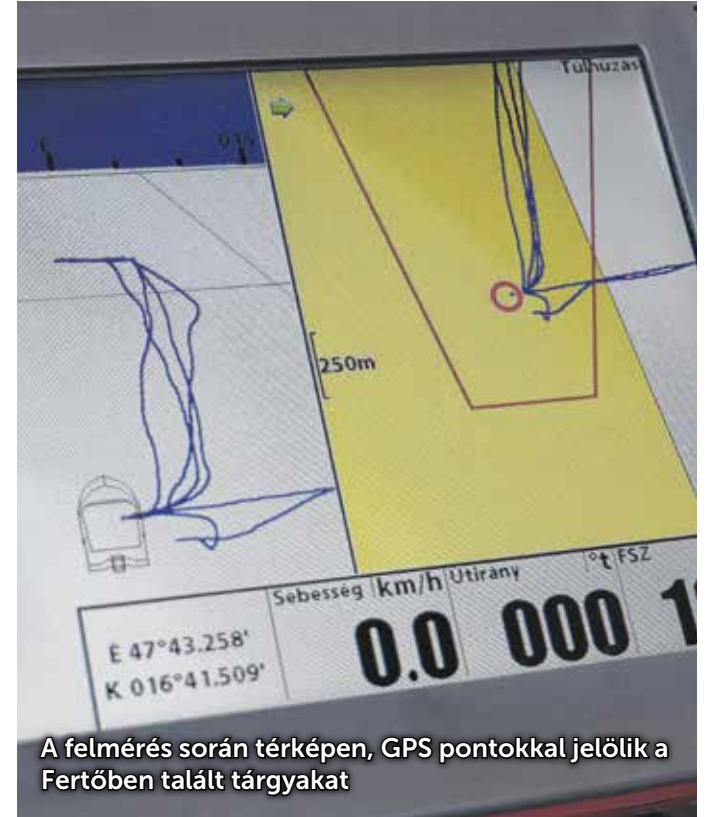 Túlhúzás
250m
Sebesség km/h
Útirány °t
FSZ
É 47°43.258'
K 016°41.509'
0.0
000
A felmérés során térképen, GPS pontokkal jelölik a
Fertőben talált tárgyakat